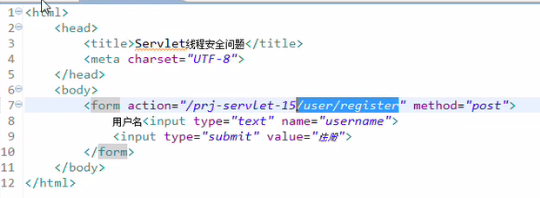 1 <html>
2 <head>
3 <title>Servlet线程安全问题</title>
4 <meta charset="UTF-8">
5 </head>
6 <body>
7 <form action="/prj-servlet-15/user/register" method="post">
8 用户名<input type="text" name="username">
9 <input type="submit" value="注册">
10 </form>
11 </body>
12 </html>